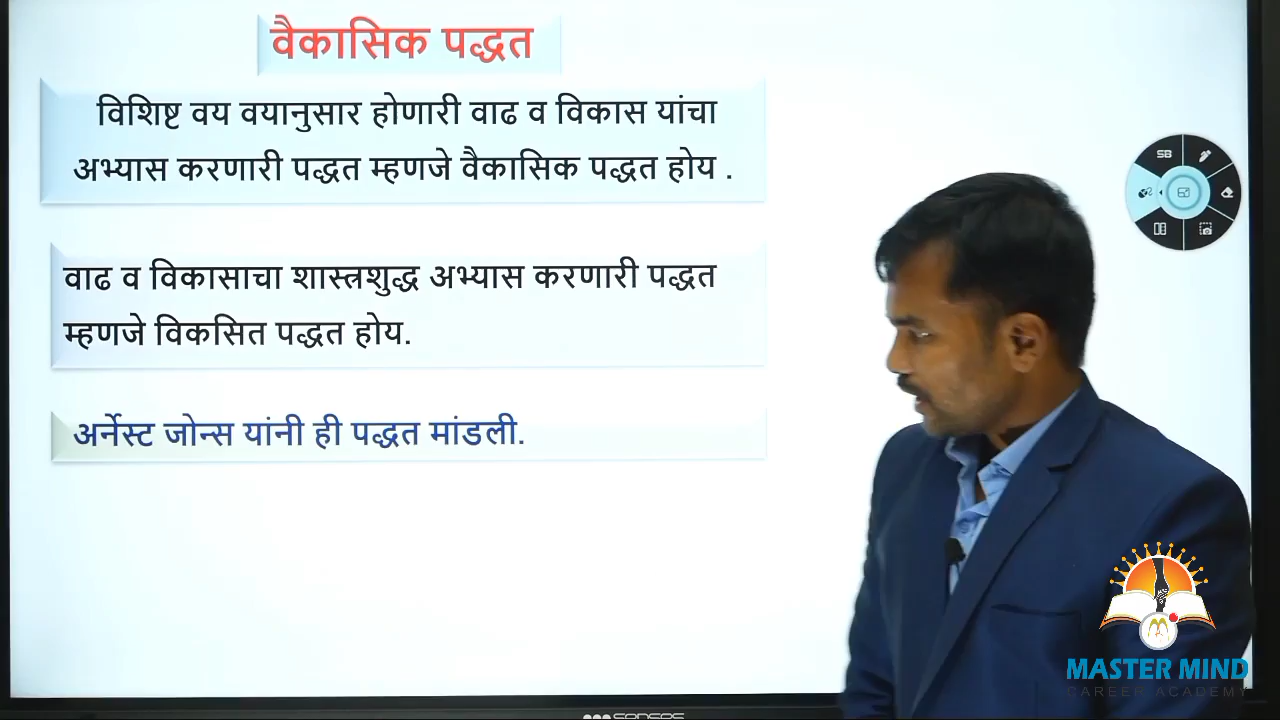 वैकासिक पद्धत
विशिष्ट वय वयानुसार होणारी वाढ व विकास यांचा
अभ्यास करणारी पद्धत म्हणजे वैकासिक पद्धत होय .
SB
वाढ व विकासाचा शास्त्रशुद्ध अभ्यास करणारी पद्धत
म्हणजे विकसित पद्धत होय.
अर्नेस्ट जोन्स यांनी ही पद्धत मांडली.
MASTER MIND
CAREER ACADEMY